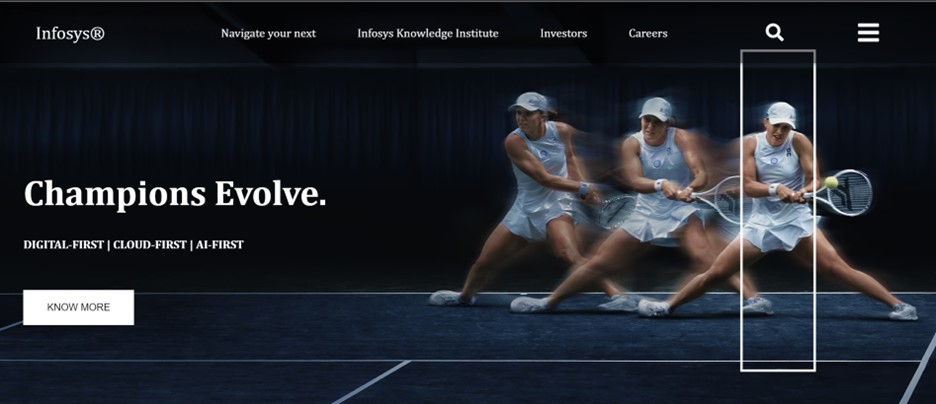 Infosys®
Navigate your next
Infosys Knowledge Institute
Investors
Careers
Champions Evolve.
DIGITAL-FIRST | CLOUD-FIRST | AI-FIRST
KNOW MORE